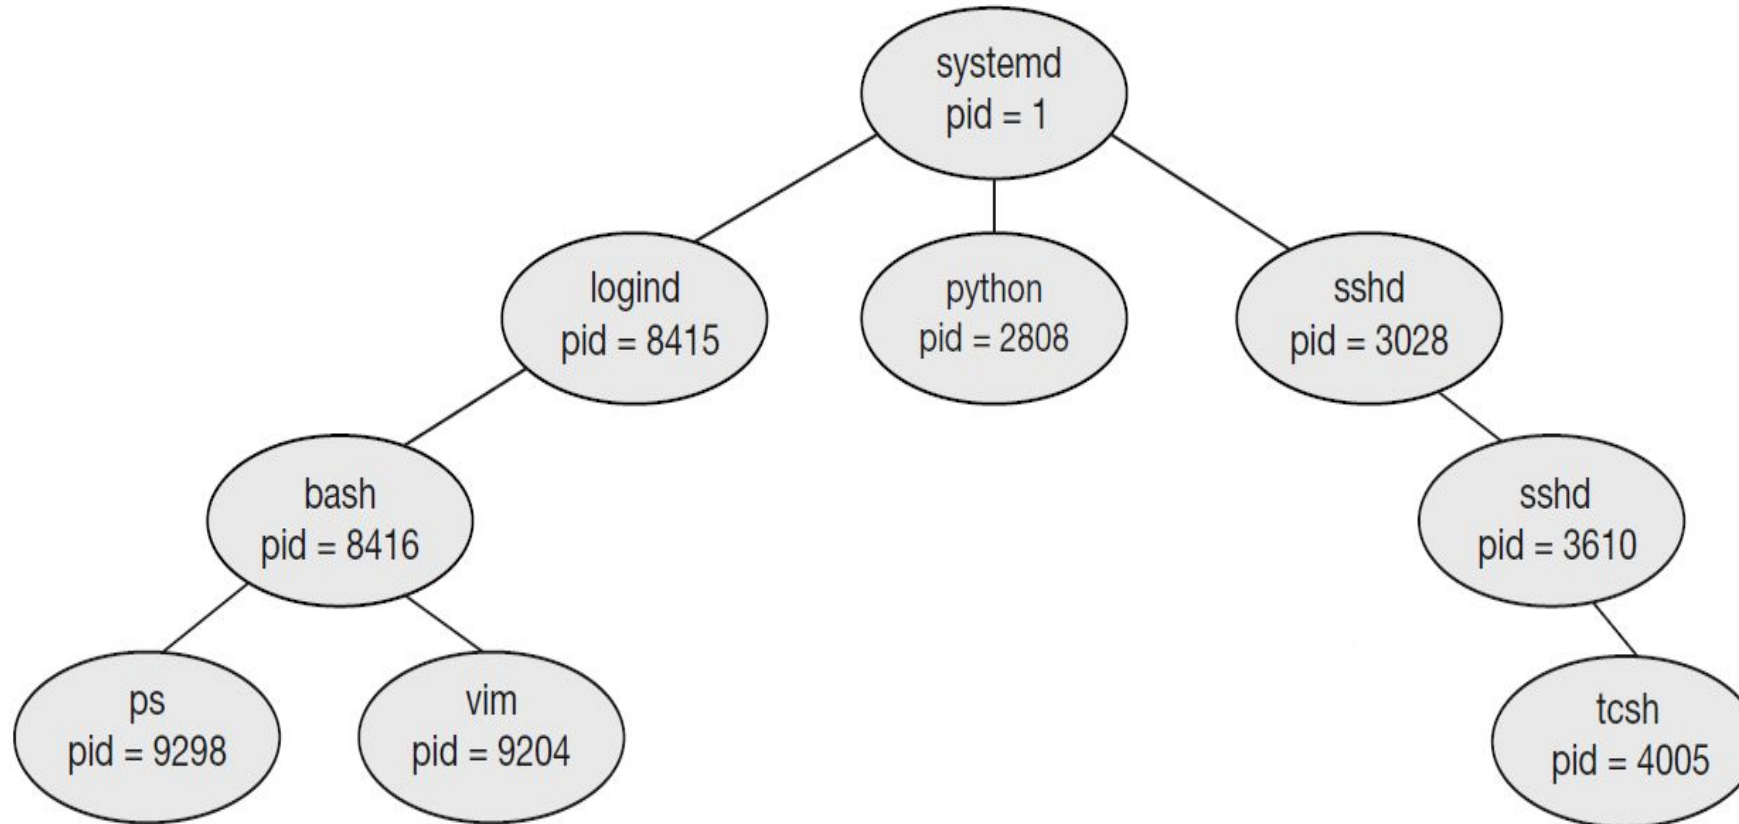 systemd
pid = 1
logind
pid = 8415
python
pid = 2808
sshd
pid = 3028
bash
pid = 8416
sshd
pid = 3610
ps
pid = 9298
vim
pid = 9204
tcsh
pid = 4005